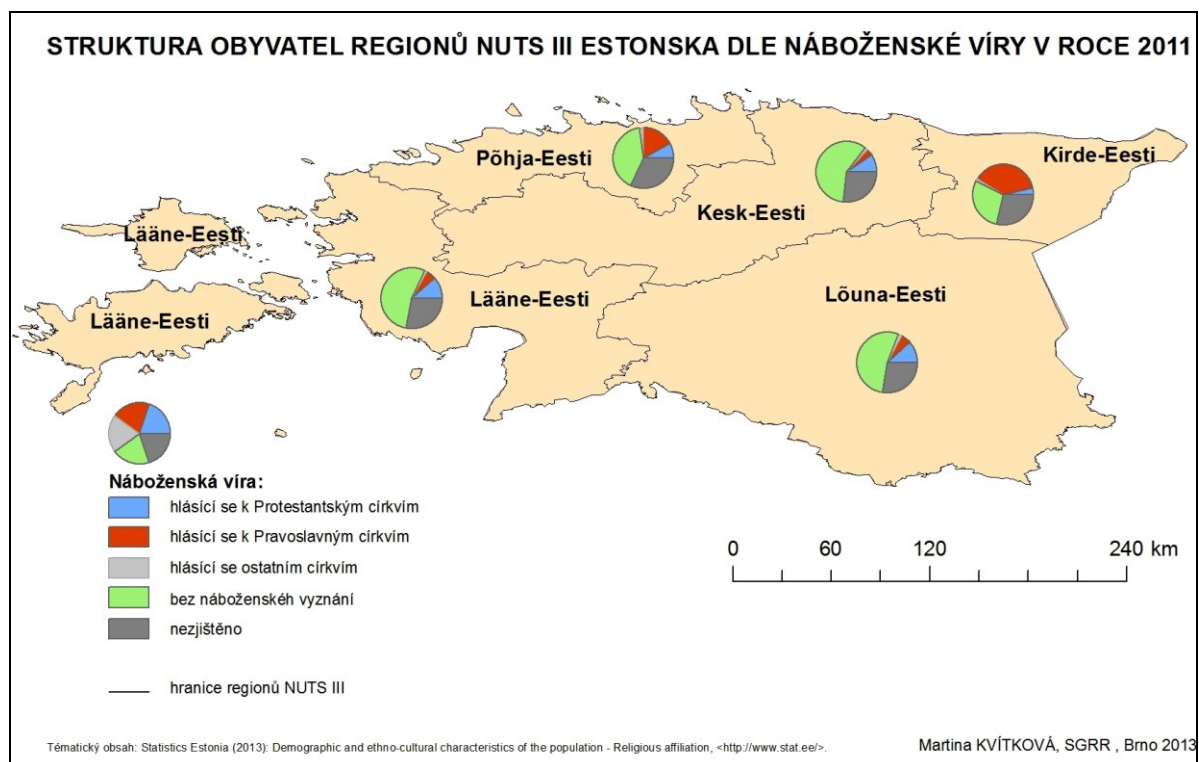 STRUKTURA OBYVATEL REGIONŮ NUTS III ESTONSKA DLE NÁBOŽENSKÉ VÍRY V ROCE 2011
Põhja-Eesti
Kirde-Eesti
Kesk-Eesti
Lääne-Eesti
Lääne-Eesti
Lääne-Eesti
Lõuna-Eesti
Náboženská víra:
hlásící se k Protestantským církvím
hlásící se k Pravoslavným církvím
hlásící se ostatním církvím
bez náboženskéh vyznání
nezjištěno
hranice regionů NUTS III
0 60 120 240 km
Tématický obsah: Statistics Estonia (2013): Demographic and ethno-cultural characteristics of the population - Religious affiliation, <http://www.stat.ee/>.
Martina KVÍTKOVÁ, SGRR , Brno 2013